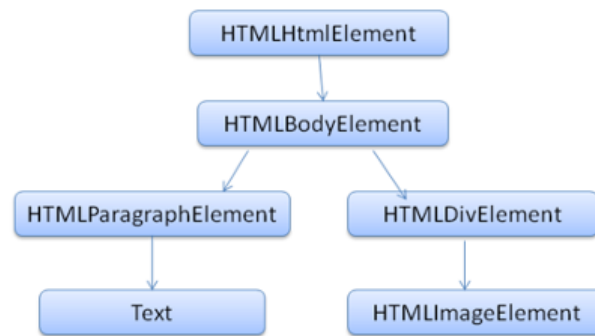 HTMLHtmlElement
HTMLBodyElement
HTMLParagraphElement
HTMLDivElement
Text
HTMLImageElement